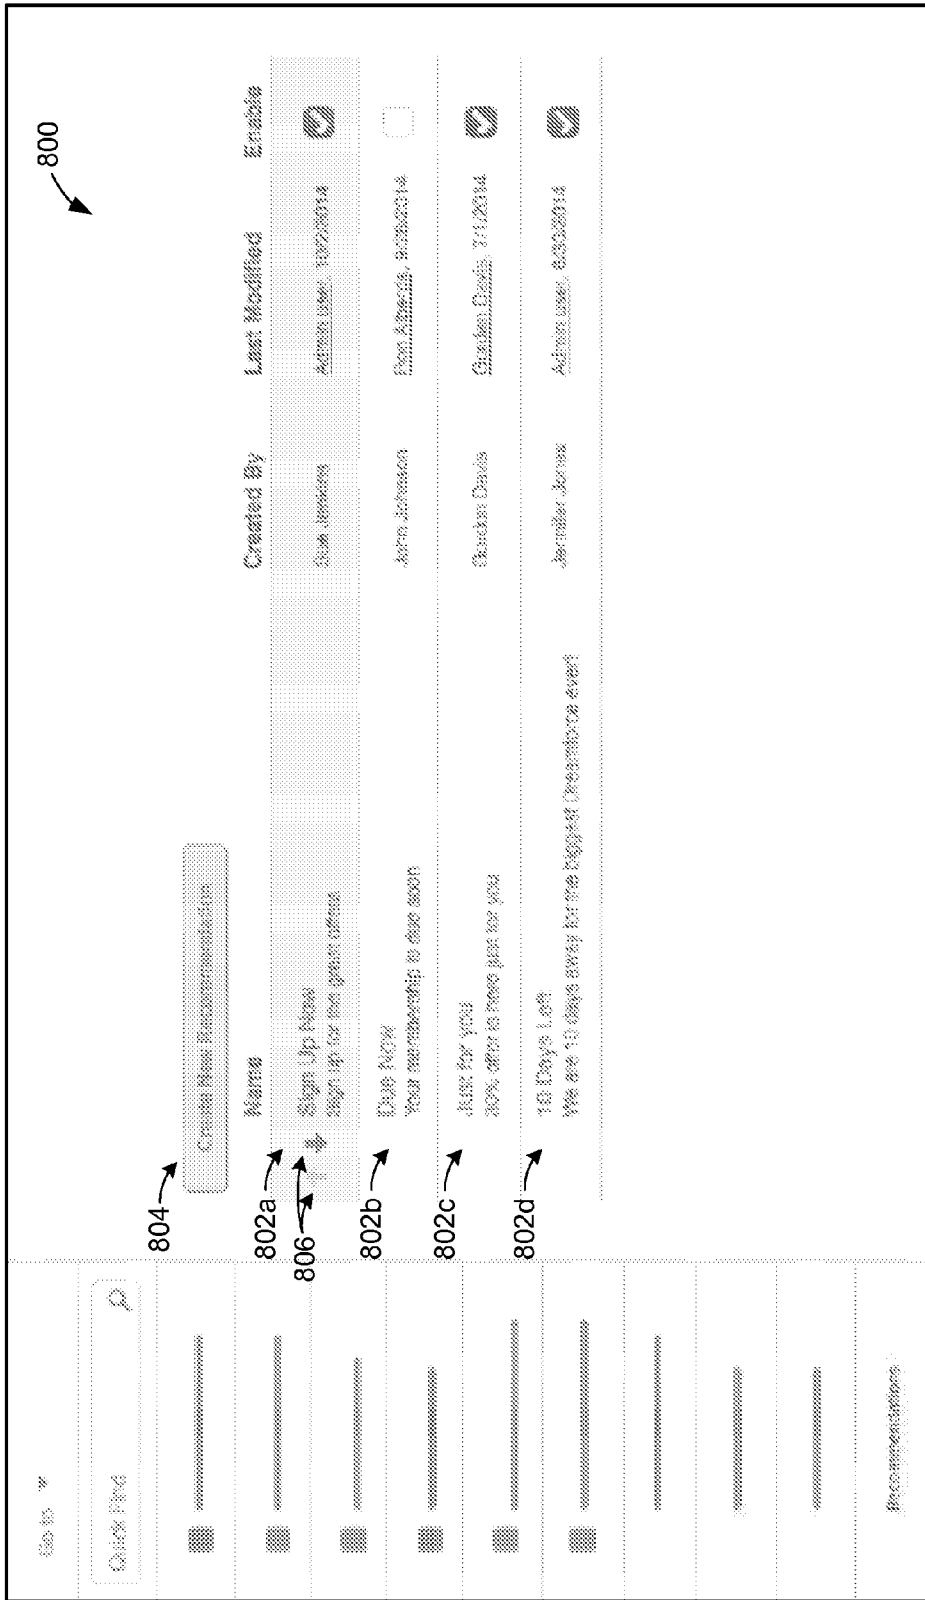 800
Go to
Quick Find
Recommendations
804
Create New Recommendation
Name
Created By
Last Modified
Enable
802a
806
Sign Up Now
Sign up for the great offers
Sue Jenkins
Admin user,
802b
Due Now
Your membership is due soon
John Johnson
802c
Just for you
30% offer is here just for you
Gordon Davis
Gordon Davis, 7/1/2014
802d
10 Days Left
We are 10 days away for the biggest Dreamforce ever!
Jennifer Jones
Admin user,